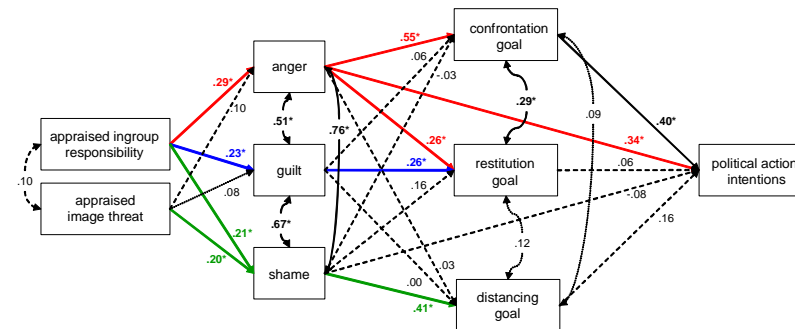 confrontation
goal
.55*
.06
-.03
anger
.29*
.10
.29*
.09
.40*
.51*
.76*
.26*
.34*
appraised ingroup
responsibility
.23*
guilt
.26*
restitution
goal
.06
political action
intentions
.10
.08
.16
-.08
appraised
image threat
.21*
.67*
.16
.20*
.12
shame
.03
.00
.41*
distancing
goal